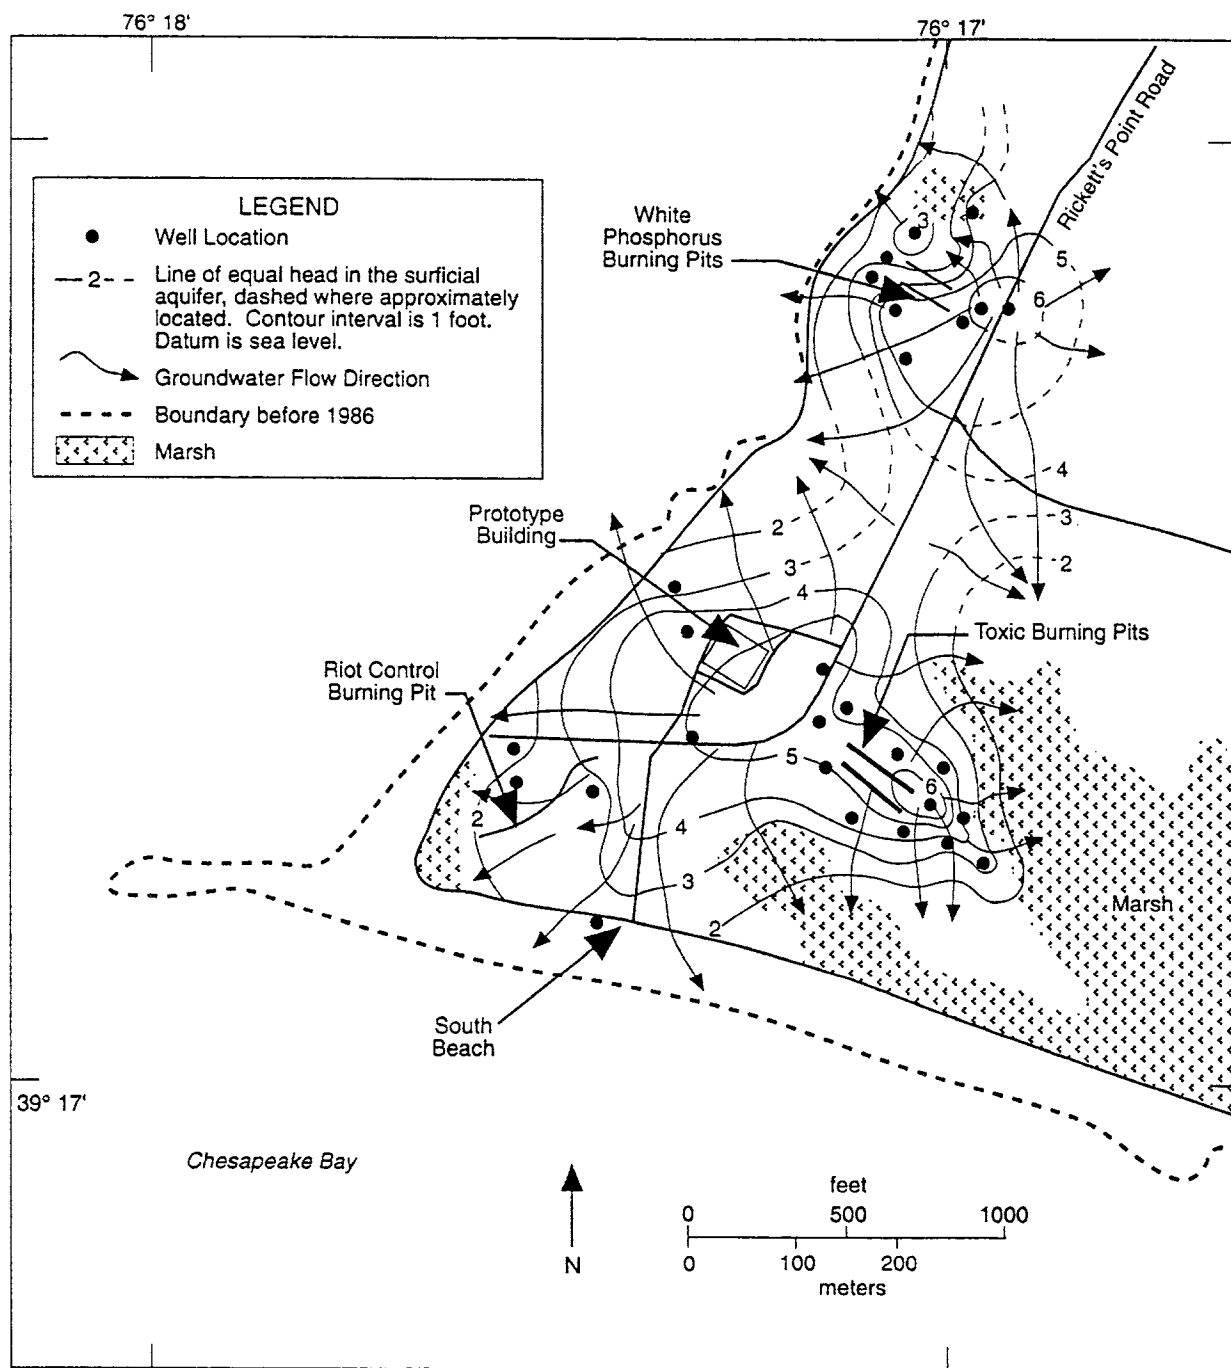 76° 18'
76° 17'
Rickett's Point Road
LEGEND
Well Location
2
Line of equal head in the surficial
aquifer, dashed where approximately
located. Contour interval is 1 foot.
Datum is sea level.
Groundwater Flow Direction
Boundary before 1986
Marsh
White
Phosphorus
Burning Pits
3
5
6
4
3
2
Prototype
Building
2
3
4
Toxic Burning Pits
Riot Control
Burning Pit
5
6
2
4
3
2
Marsh
South
Beach
39° 17'
Chesapeake Bay
N
feet
0 500 1000
0 100 200
meters